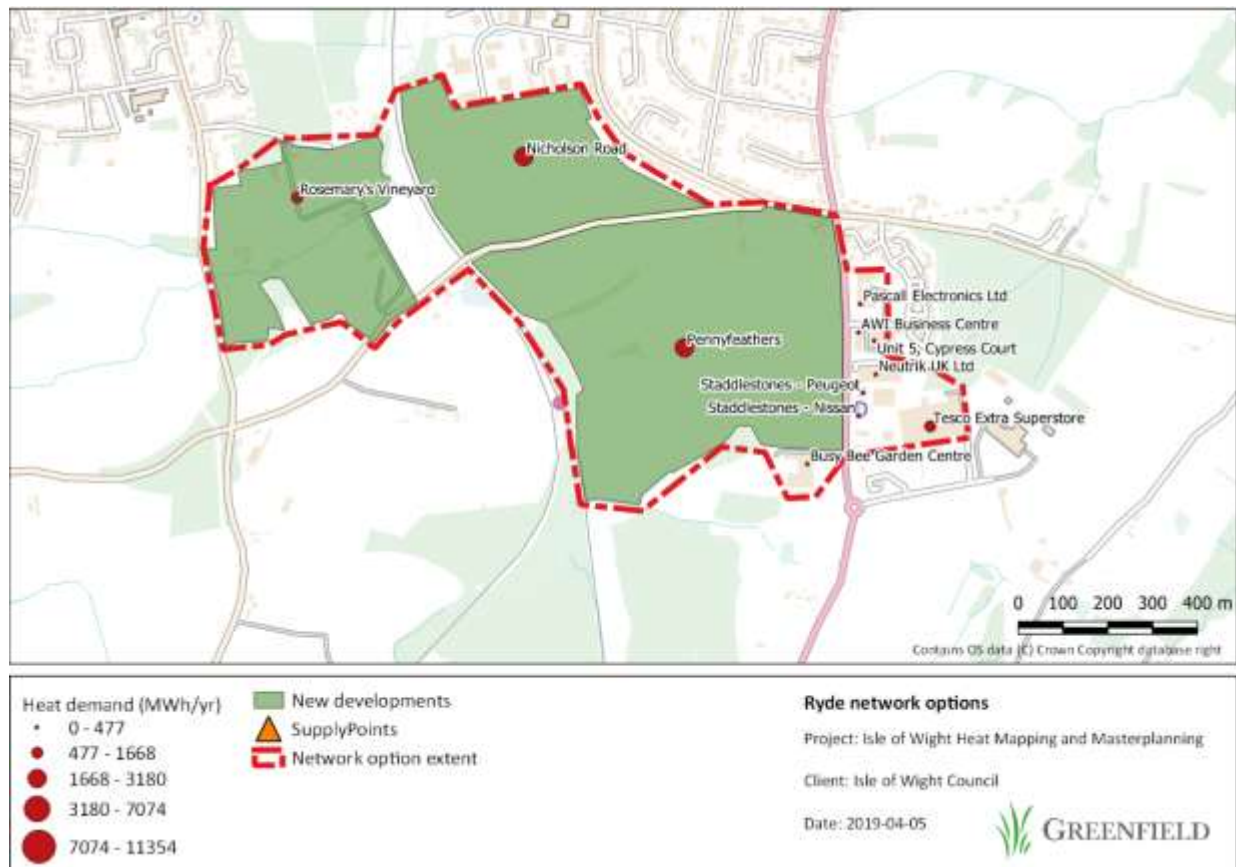 Nicholson Road
Rosemary's Vineyard
Pascall Electronics Ltd
AWI Business Centre
Pennyfeathers
Unit 5, Cypress Court
Neutrik UK Ltd
Staddlestones - Peugeot
Staddlestones - Nissan
Tesco Extra Superstore
Busy Bee Garden Centre
0 100 200 300 400 m
Contains OS data (C) Crown Copyright database right
Heat demand (MWh/yr)
0 - 477
477 - 1668
1668 - 3180
3180 - 7074
7074 - 11354
New developments
SupplyPoints
Network option extent
Ryde network options
Project: Isle of Wight Heat Mapping and Masterplanning
Client: Isle of Wight Council
Date: 2019-04-05
GREENFIELD